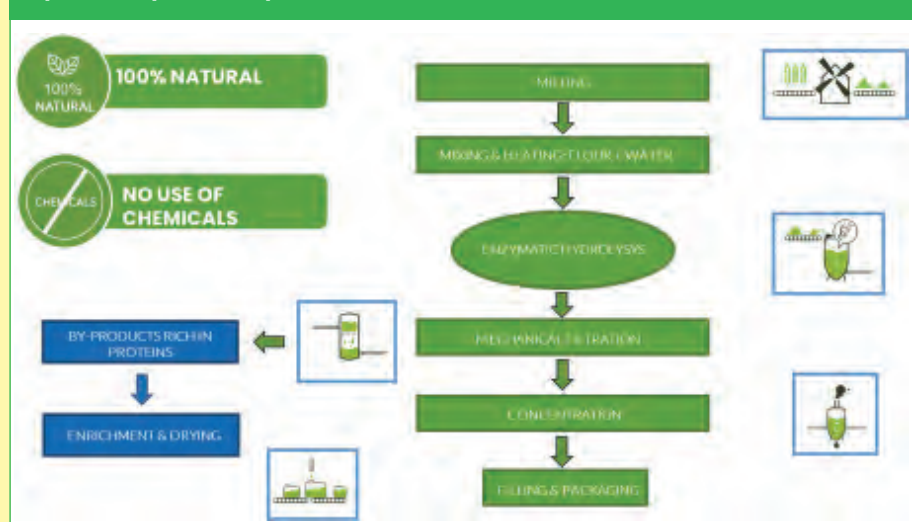 100%
NATURAL
100% NATURAL
CHEMICALS
NO USE OF
CHEMICALS
MILLING
MIXING & HEATING: FLOUR / WATER
ENZYMATIC HYDROLYSYS
MECHANICAL FILTRATION
CONCENTRATION
FILLING & PACKAGING
BY-PRODUCTS RICH IN
PROTEINS
ENRICHMENT & DRYING